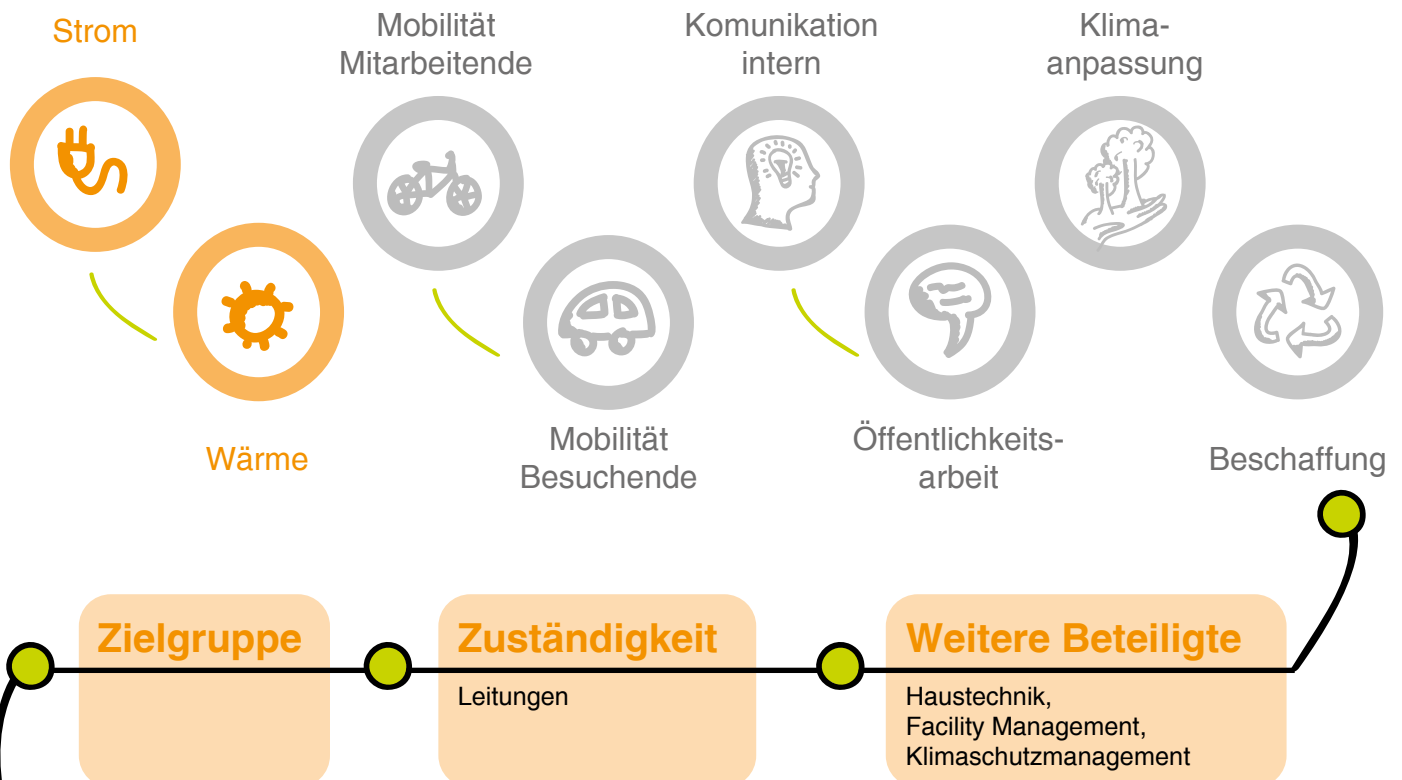 Strom
Mobilität
Mitarbeitende
Komunikation
intern
Klima-
anpassung
Wärme
Mobilität
Besuchende
Öffentlichkeits-
arbeit
Beschaffung
Zielgruppe
Zuständigkeit
Leitungen
Weitere Beteiligte
Haustechnik,
Facility Management,
Klimaschutzmanagement